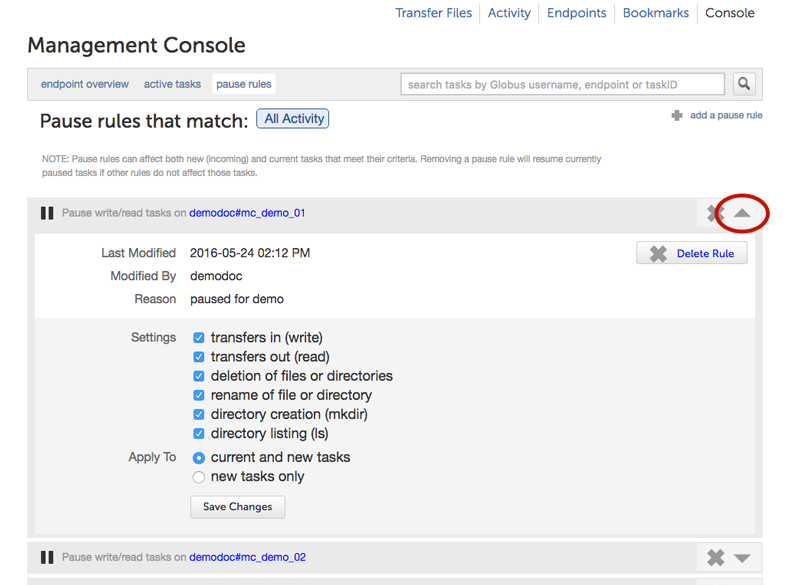 Transfer Files Activity Endpoints Bookmarks Console
Management Console
endpoint overview active tasks pause rules search tasks by Globus username, endpoint or taskID
Pause rules that match: All Activity add a pause rule
NOTE: Pause rules can affect both new (incoming) and current tasks that meet their criteria. Removing a pause rule will resume currently
paused tasks if other rules do not affect those tasks.
Pause write/read tasks on demodoc#mc_demo_01
Last Modified 2016-05-24 02:12 PM Delete Rule
Modified By demodoc
Reason paused for demo
Settings transfers in (write)
transfers out (read)
deletion of files or directories
rename of file or directory
directory creation (mkdir)
directory listing (ls)
Apply To current and new tasks
new tasks only
Save Changes
Pause write/read tasks on demodoc#mc_demo_02